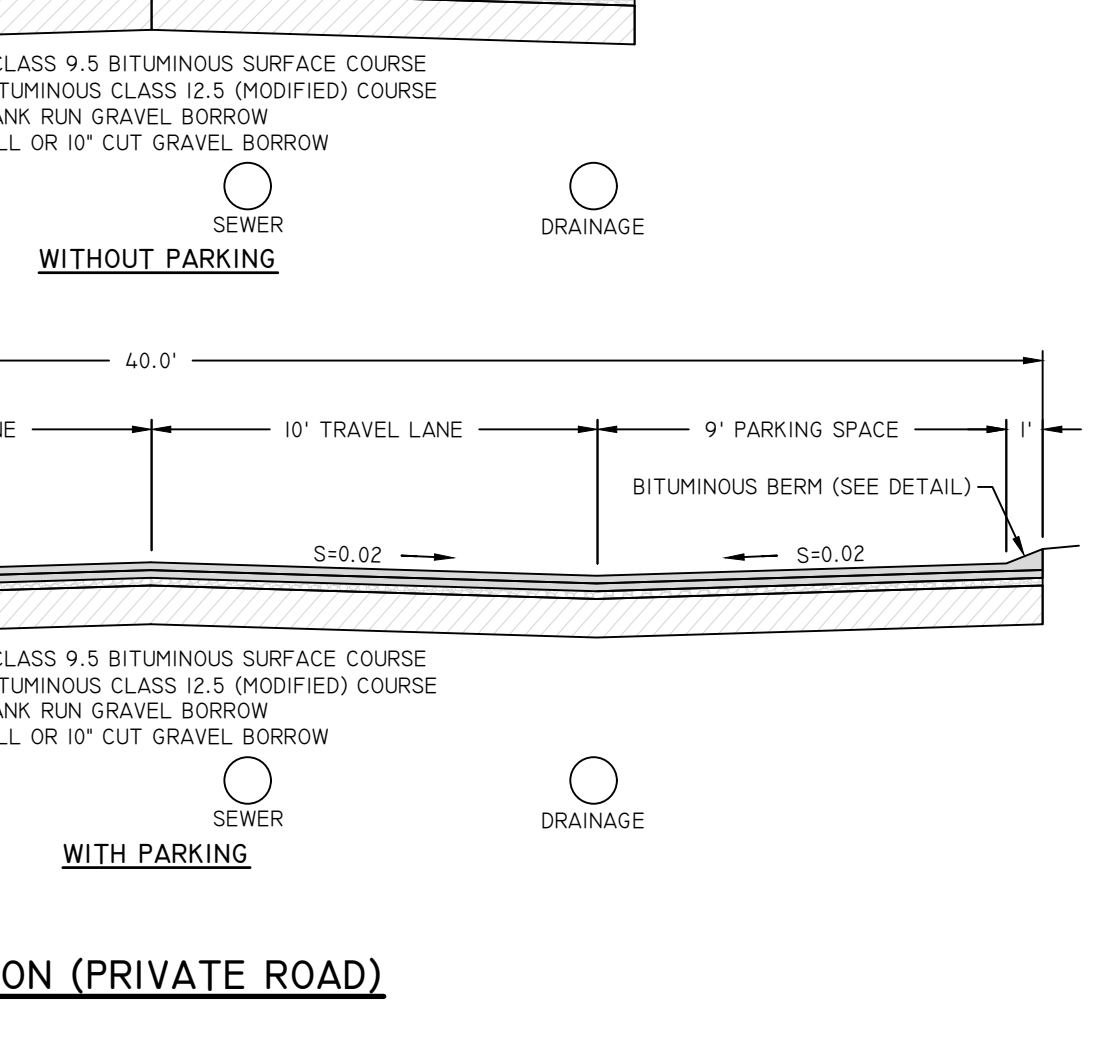 CLASS 9.5 BITUMINOUS SURFACE COURSE
TUMINOUS CLASS 12.5 (MODIFIED) COURSE
ANK RUN GRAVEL BORROW
LL OR 10" CUT GRAVEL BORROW
SEWER
DRAINAGE
WITHOUT PARKING
40.0'
NE
10' TRAVEL LANE
9' PARKING SPACE
1'
BITUMINOUS BERM (SEE DETAIL)
S=0.02
S=0.02
CLASS 9.5 BITUMINOUS SURFACE COURSE
TUMINOUS CLASS 12.5 (MODIFIED) COURSE
ANK RUN GRAVEL BORROW
LL OR 10" CUT GRAVEL BORROW
SEWER
DRAINAGE
WITH PARKING
ON (PRIVATE ROAD)